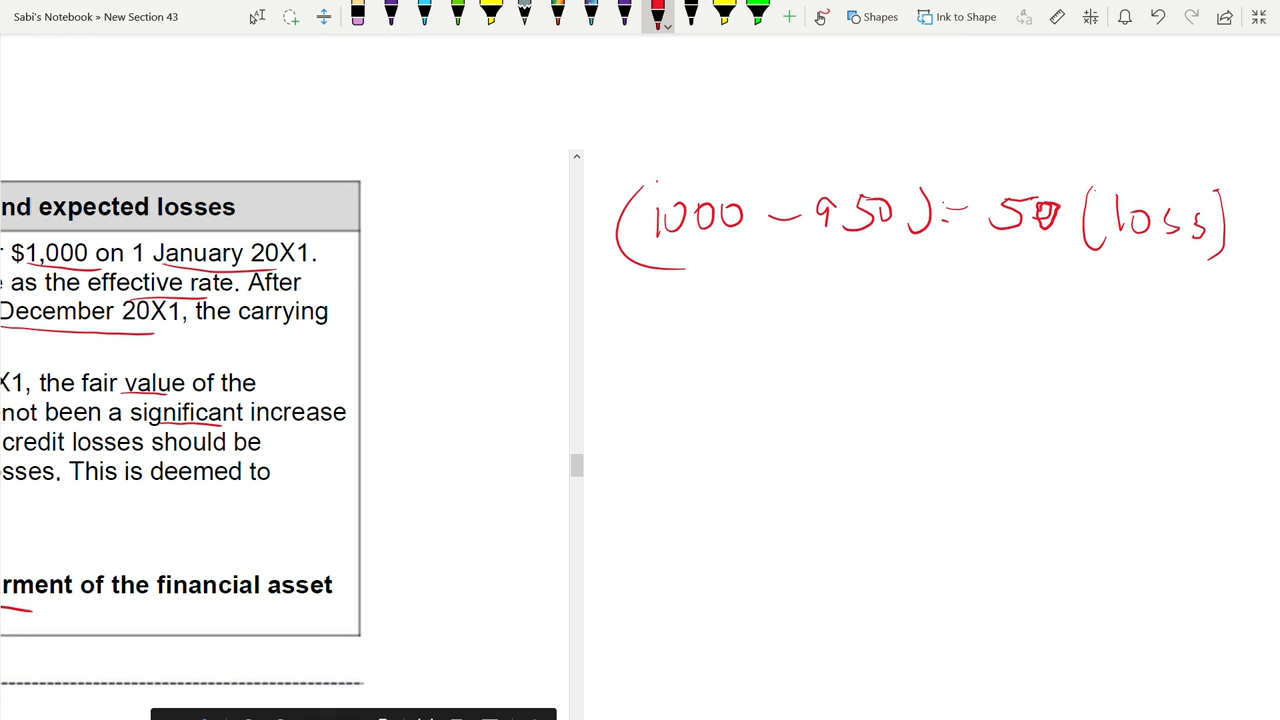 Sabi's Notebook » New Section 43
Shapes
Ink to Shape
nd expected losses
$1,000 on 1 January 20X1.
as the effective rate. After
December 20X1, the carrying
X1, the fair value of the
not been a significant increase
credit losses should be
sses. This is deemed to
rment of the financial asset
(1000 - 950) = 50 (loss)